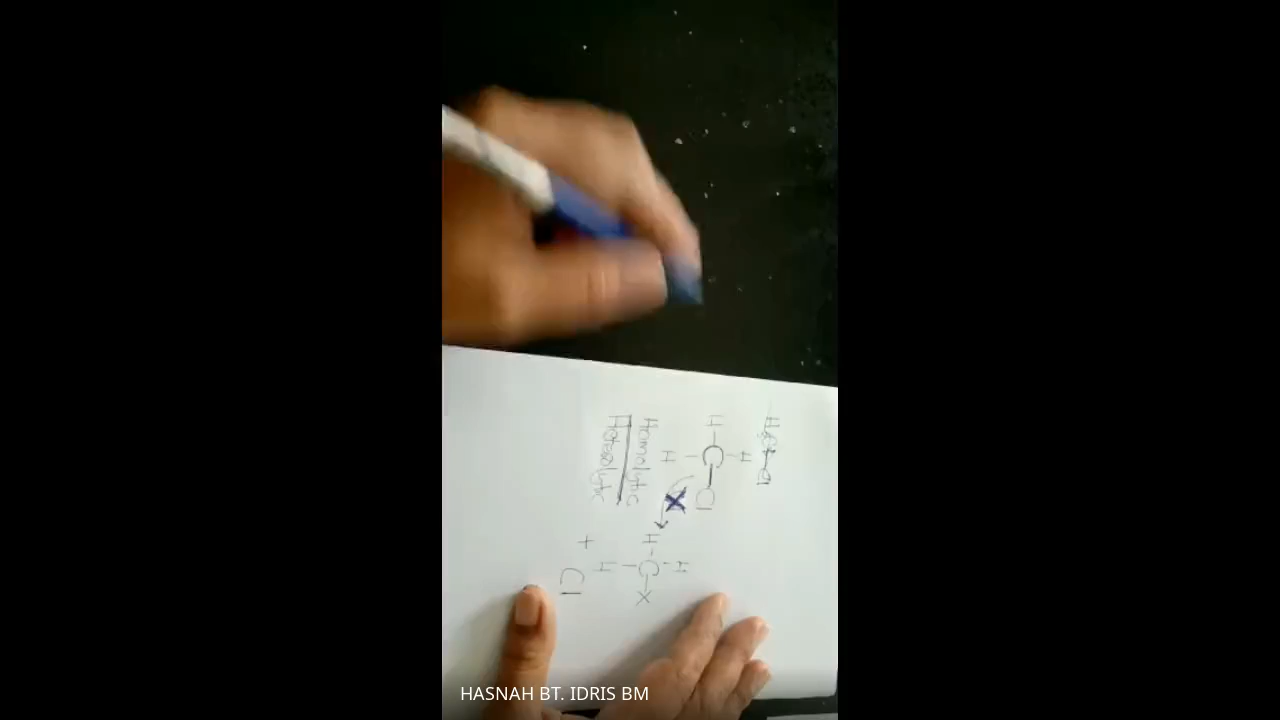 H
H-C-Cl
H
H
Homolytic
Heterolytic
X
H
H-C-X
H
+
Cl
HASNAH BT. IDRIS BM